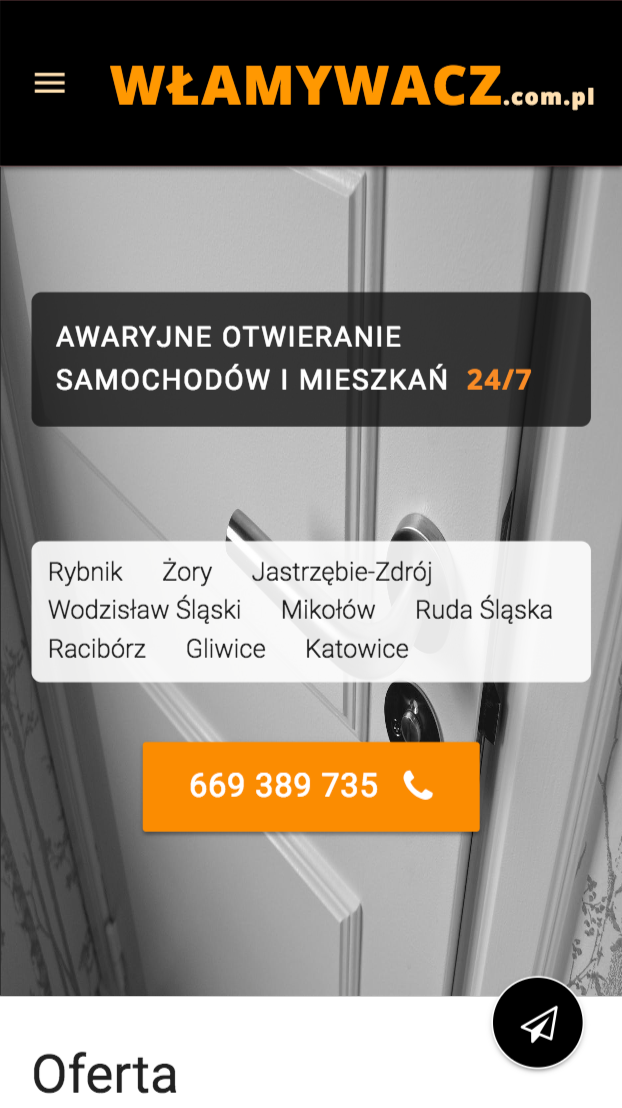 WŁAMYWACZ.com.pl
AWARYJNE OTWIERANIE
SAMOCHODÓW I MIESZKAŃ 24/7
Rybnik Żory Jastrzębie-Zdrój
Wodzisław Śląski Mikołów Ruda Śląska
Racibórz Gliwice Katowice
669 389 735
Oferta